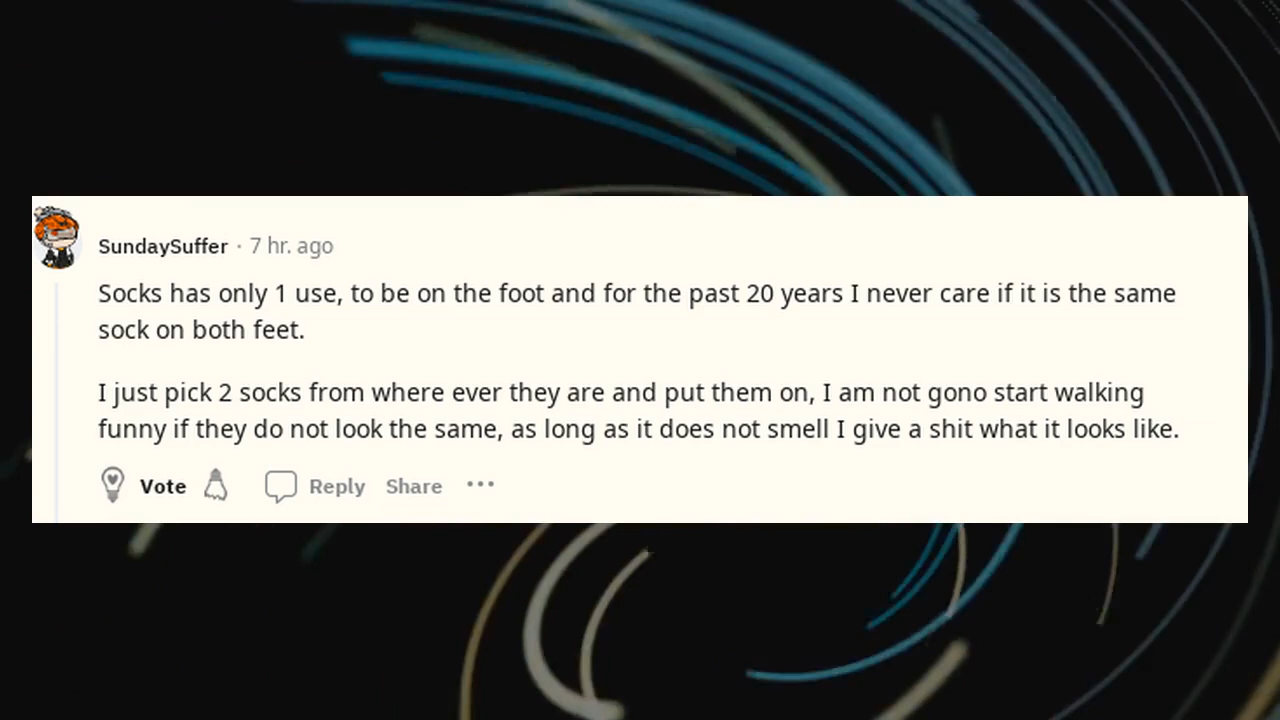 SundaySuffer · 7 hr. ago
Socks has only 1 use, to be on the foot and for the past 20 years I never care if it is the same
sock on both feet.
I just pick 2 socks from where ever they are and put them on, I am not gono start walking
funny if they do not look the same, as long as it does not smell I give a shit what it looks like.
Vote Reply Share ···